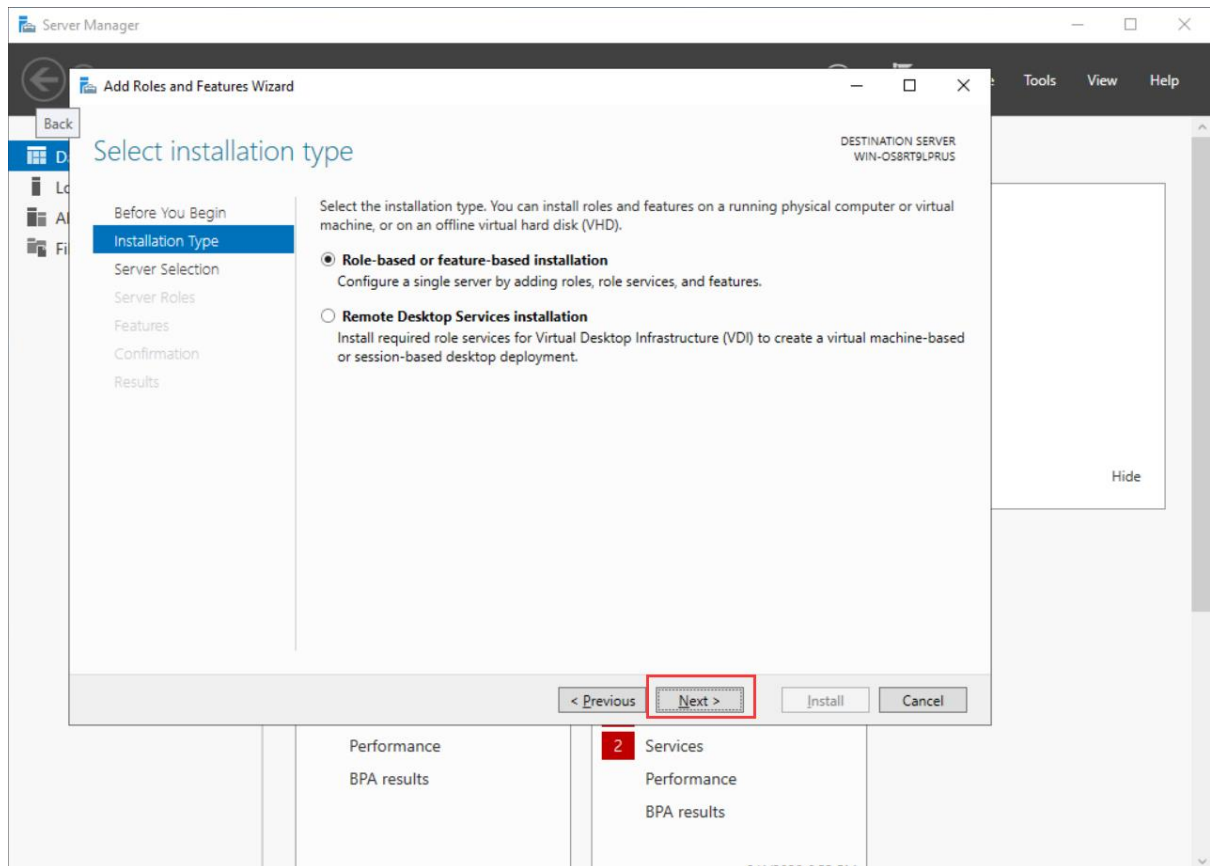 Server Manager
Tools View Help
Add Roles and Features Wizard
Back
Select installation type
DESTINATION SERVER
WIN-OS8RT9LPRUS
Before You Begin
Installation Type
Server Selection
Server Roles
Features
Confirmation
Results
Select the installation type. You can install roles and features on a running physical computer or virtual
machine, or on an offline virtual hard disk (VHD).
Role-based or feature-based installation
Configure a single server by adding roles, role services, and features.
Remote Desktop Services installation
Install required role services for Virtual Desktop Infrastructure (VDI) to create a virtual machine-based
or session-based desktop deployment.
Hide
< Previous Next > Install Cancel
Performance
BPA results
2 Services
Performance
BPA results